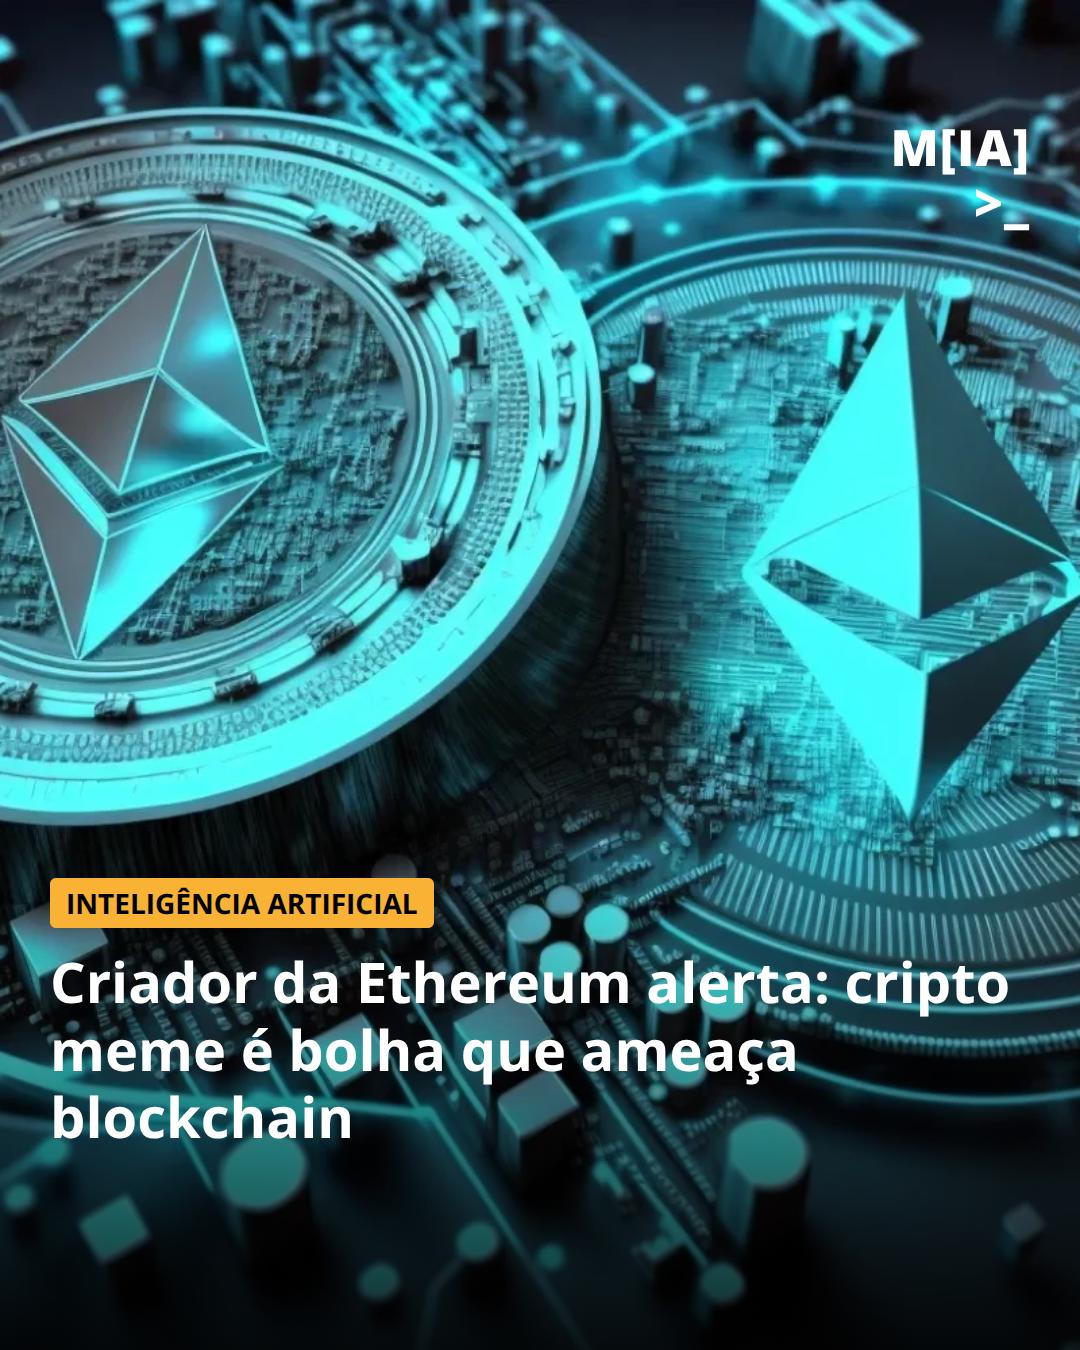 M[IA]
>_
INTELIGÊNCIA ARTIFICIAL
Criador da Ethereum alerta: cripto
meme é bolha que ameaça
blockchain